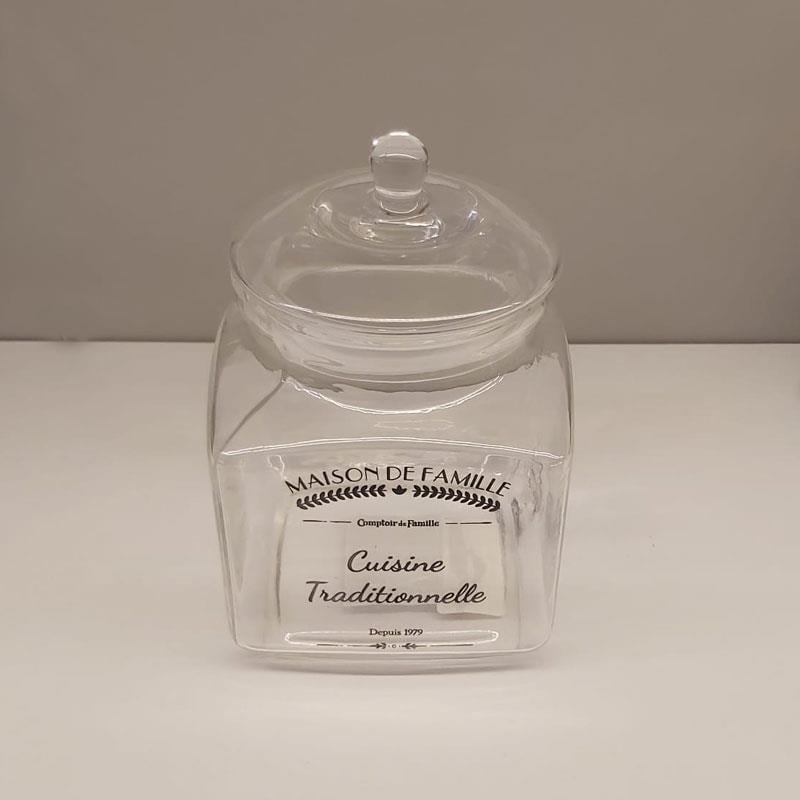 MAISON DE FAMILLE
Comptoir de Famille
Cuisine
Traditionnelle
Depuis 1979